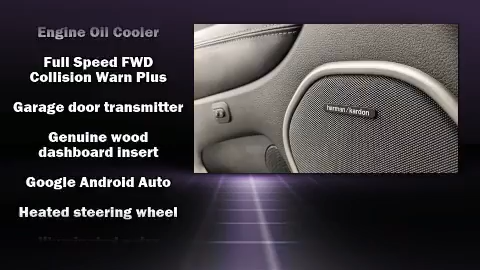 Engine Oil Cooler
Full Speed FWD
Collision Warn Plus
Garage door transmitter
Genuine wood
dashboard insert
Google Android Auto
Heated steering wheel
harman/kardon